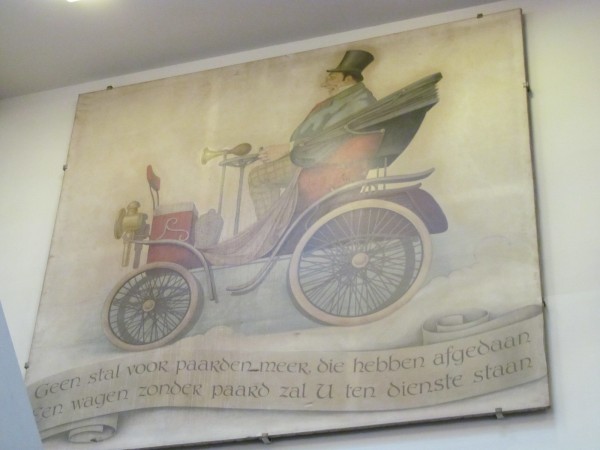 Geen stal voor paarden meer, die hebben afgedaan
Een wagen zonder paard zal U ten dienste staan